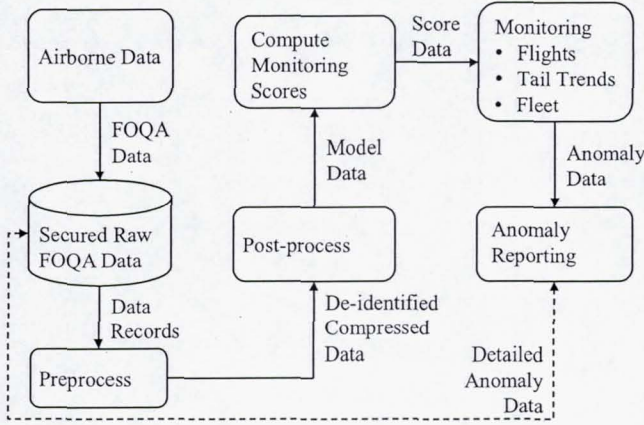 Airborne Data
FOQA
Data
Secured Raw
FOQA Data
Data
Records
Preprocess
De-identified
Compressed
Data
Post-process
Model
Data
Compute
Monitoring
Scores
Score
Data
Monitoring
• Flights
• Tail Trends
• Fleet
Anomaly
Data
Anomaly
Reporting
Detailed
Anomaly
Data